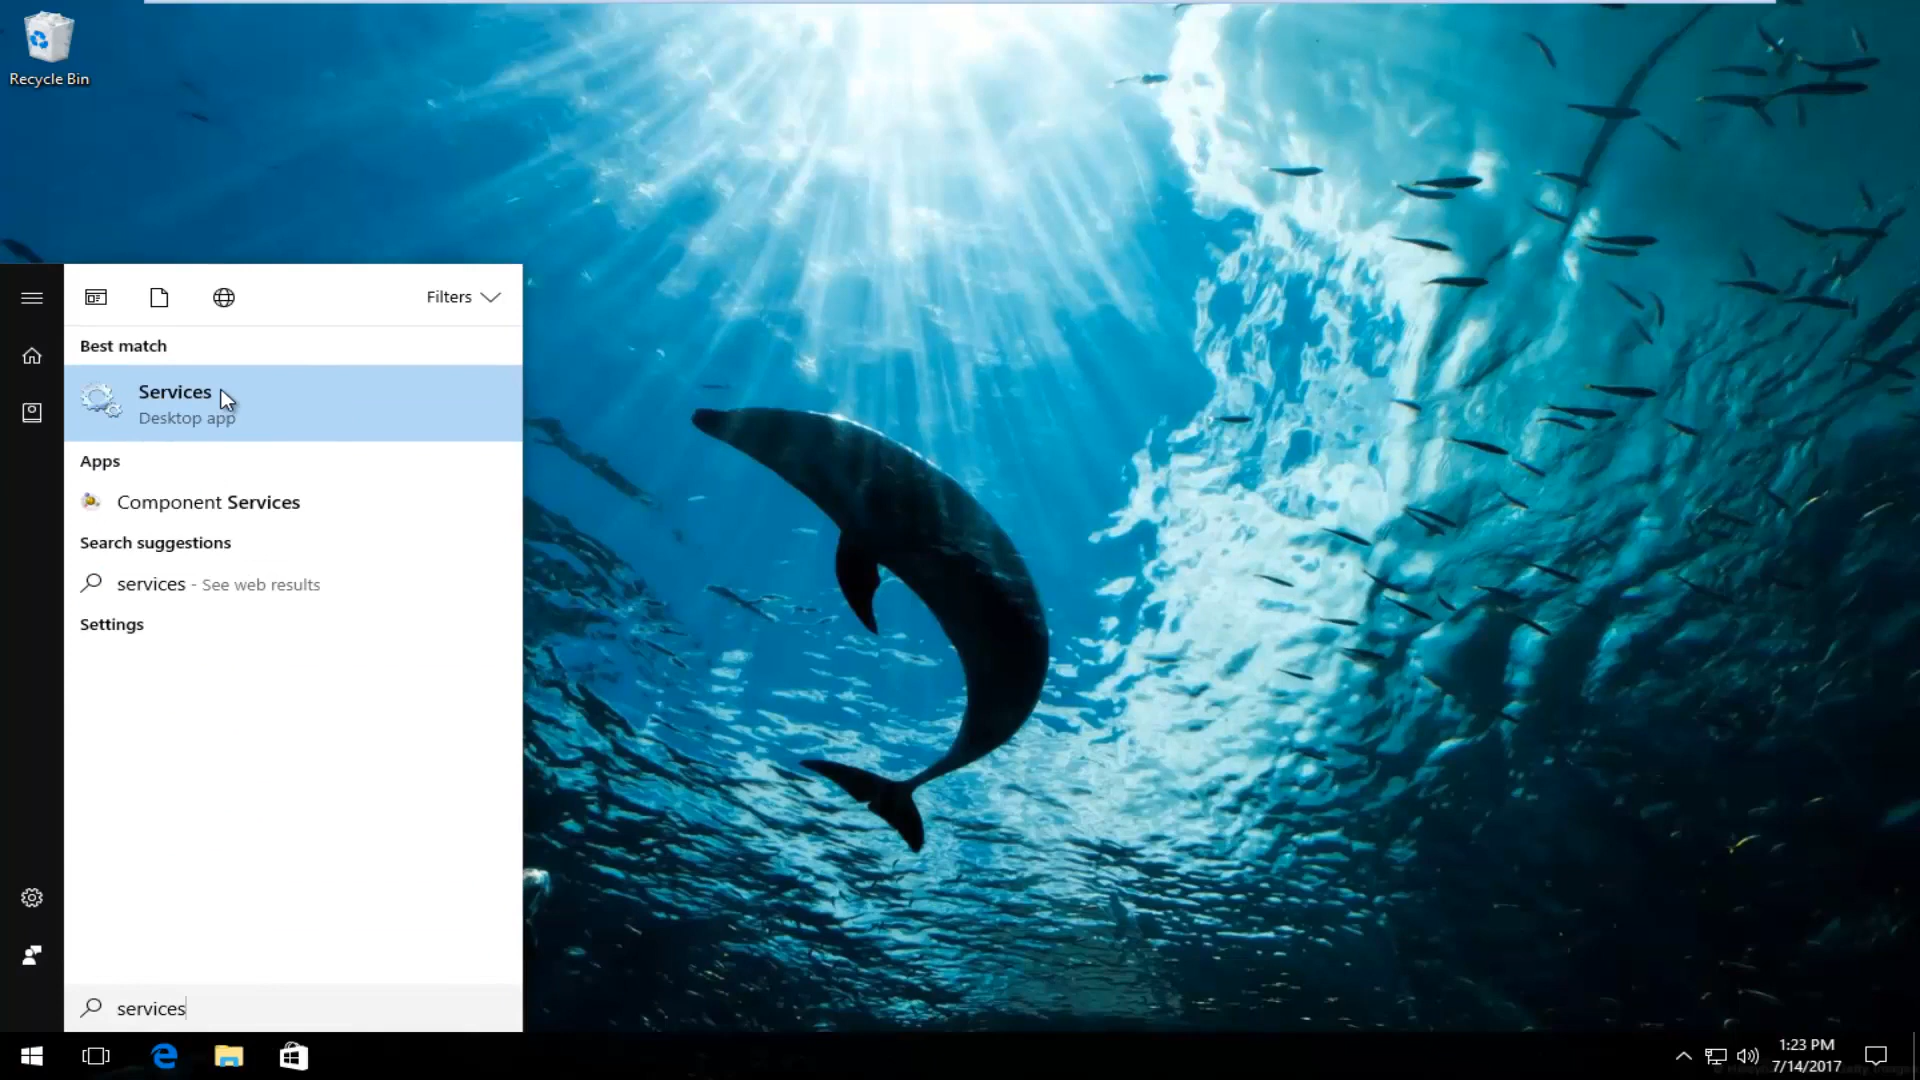 Recycle Bin
Filters
Best match
Services
Desktop app
Apps
Component Services
Search suggestions
services - See web results
Settings
services
1:23 PM
7/14/2017